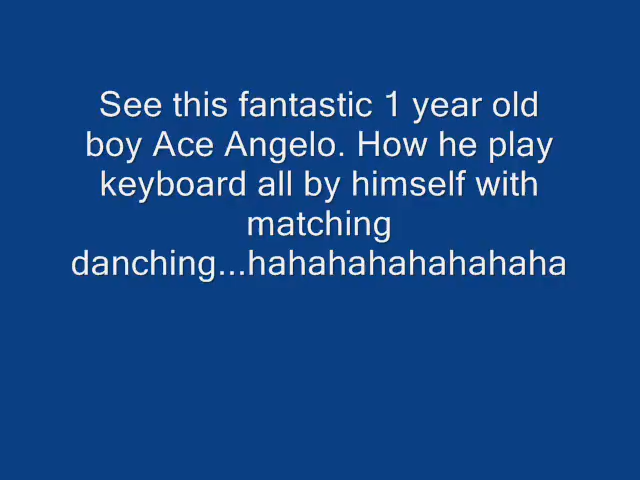 See this fantastic 1 year old
boy Ace Angelo. How he play
keyboard all by himself with
matching
danching...hahahahahahahaha